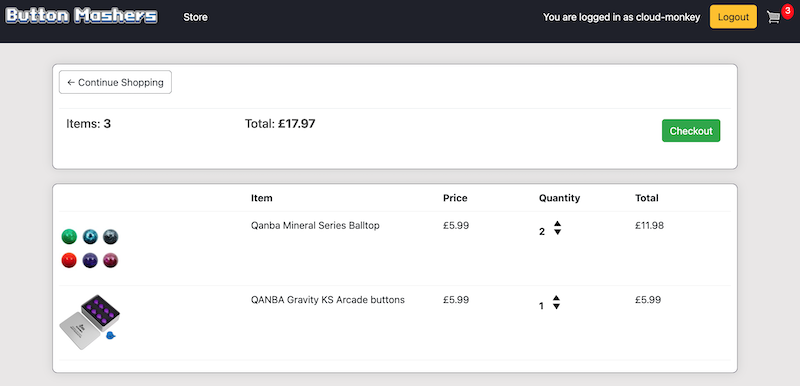 Button Mashers Store You are logged in as cloud-monkey Logout 3
← Continue Shopping
Items: 3 Total: £17.97 Checkout
Item Price Quantity Total
Qanba Mineral Series Balltop £5.99 2 £11.98
QANBA Gravity KS Arcade buttons £5.99 1 £5.99